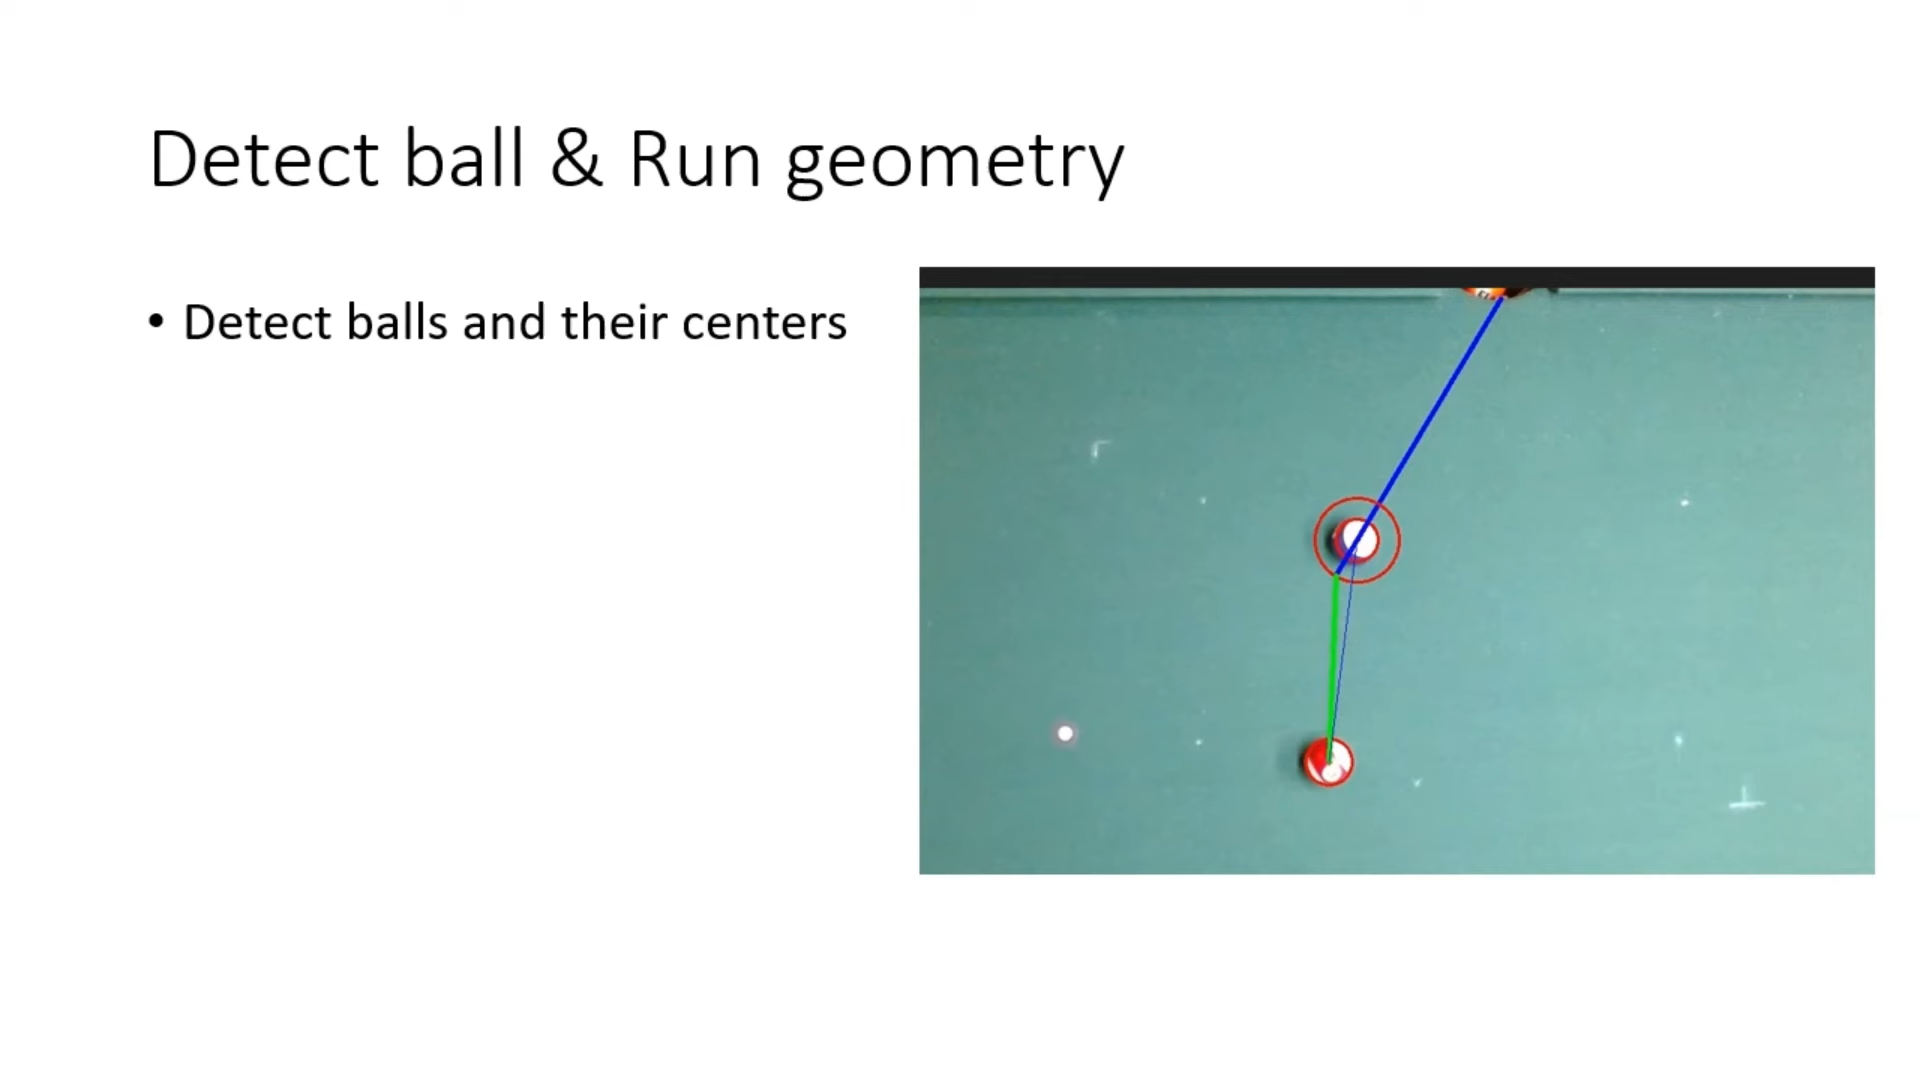 Detect ball & Run geometry
• Detect balls and their centers